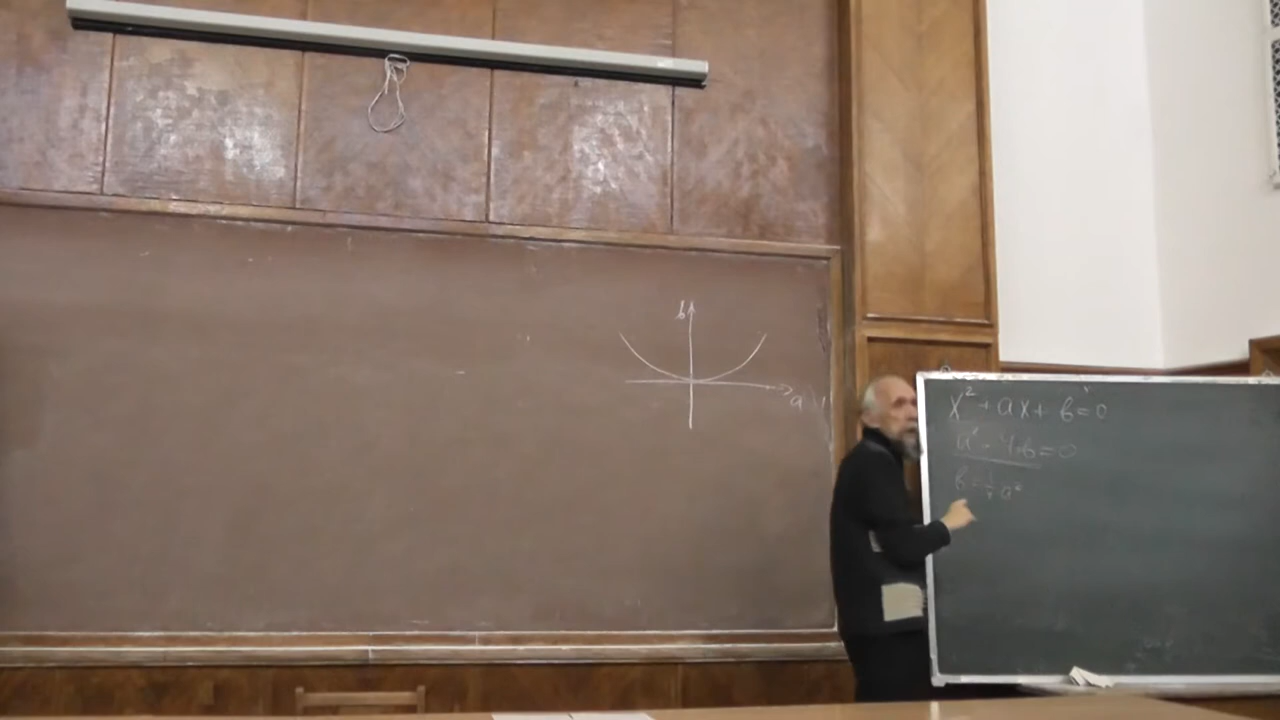 b
a
x² + ax + b = 0
a² - 4b = 0
b = 1/4 a²